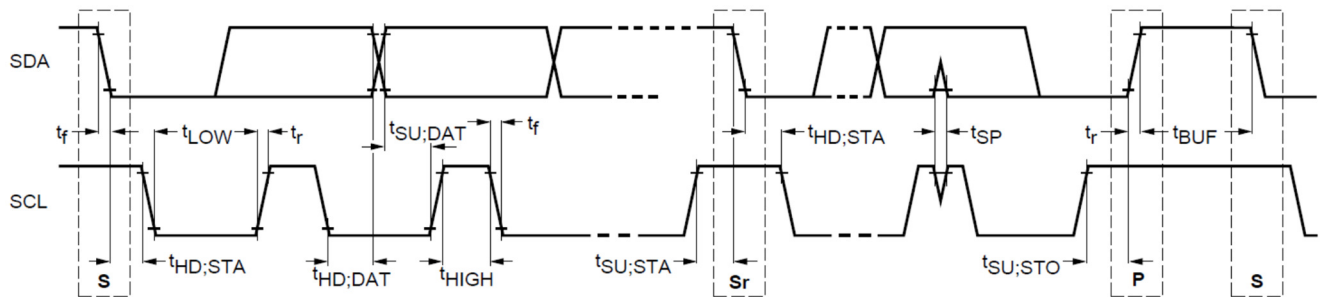 SDA
t_f
t_LOW
t_r
t_SU;DAT
t_f
t_HD;STA
t_SP
t_r
t_BUF
SCL
S
t_HD;STA
t_HD;DAT
t_HIGH
t_SU;STA
Sr
t_SU;STO
P
S